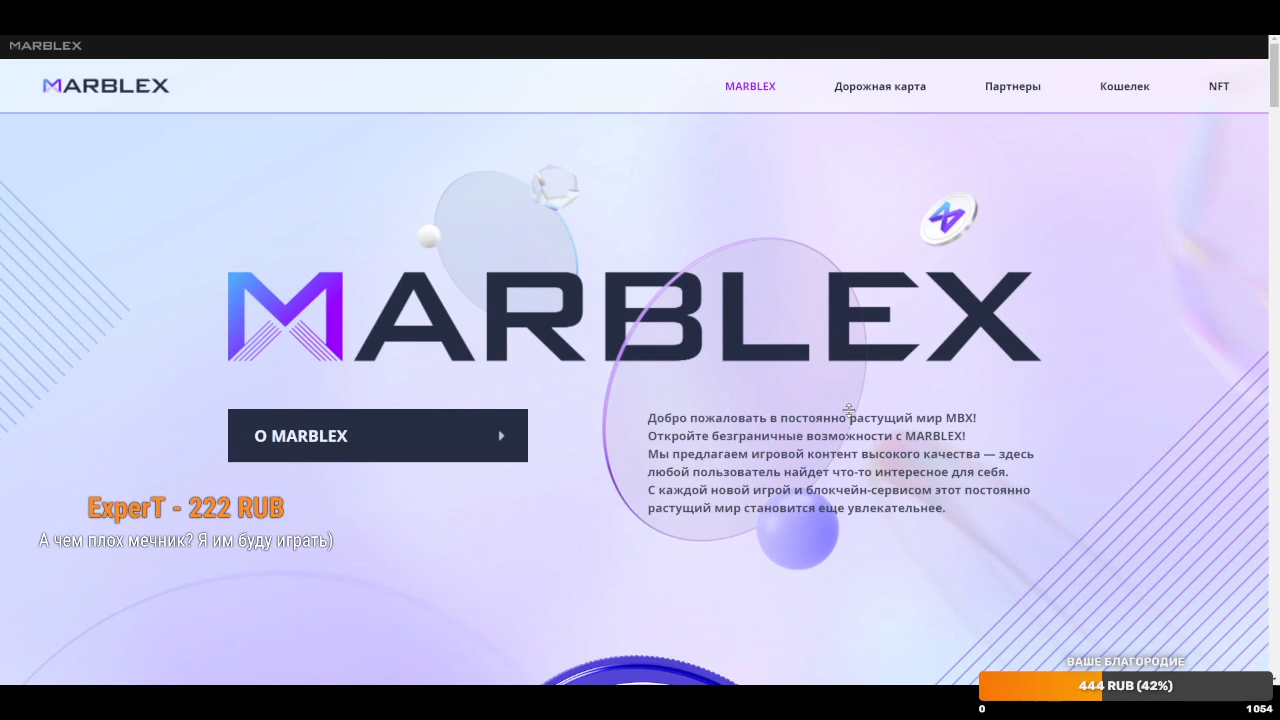 MARBLEX
MARBLEX
MARBLEX
Дорожная карта
Партнеры
Кошелек
NFT
MARBLEX
О MARBLEX
Добро пожаловать в постоянно растущий мир MBX!
Откройте безграничные возможности с MARBLEX!
Мы предлагаем игровой контент высокого качества — здесь
любой пользователь найдет что-то интересное для себя.
С каждой новой игрой и блокчейн-сервисом этот постоянно
растущий мир становится еще увлекательнее.
ExperT - 222 RUB
А чем плох мечник? Я им буду играть)
ВАШЕ БЛАГОРОДИЕ
444 RUB (42%)
0
1054